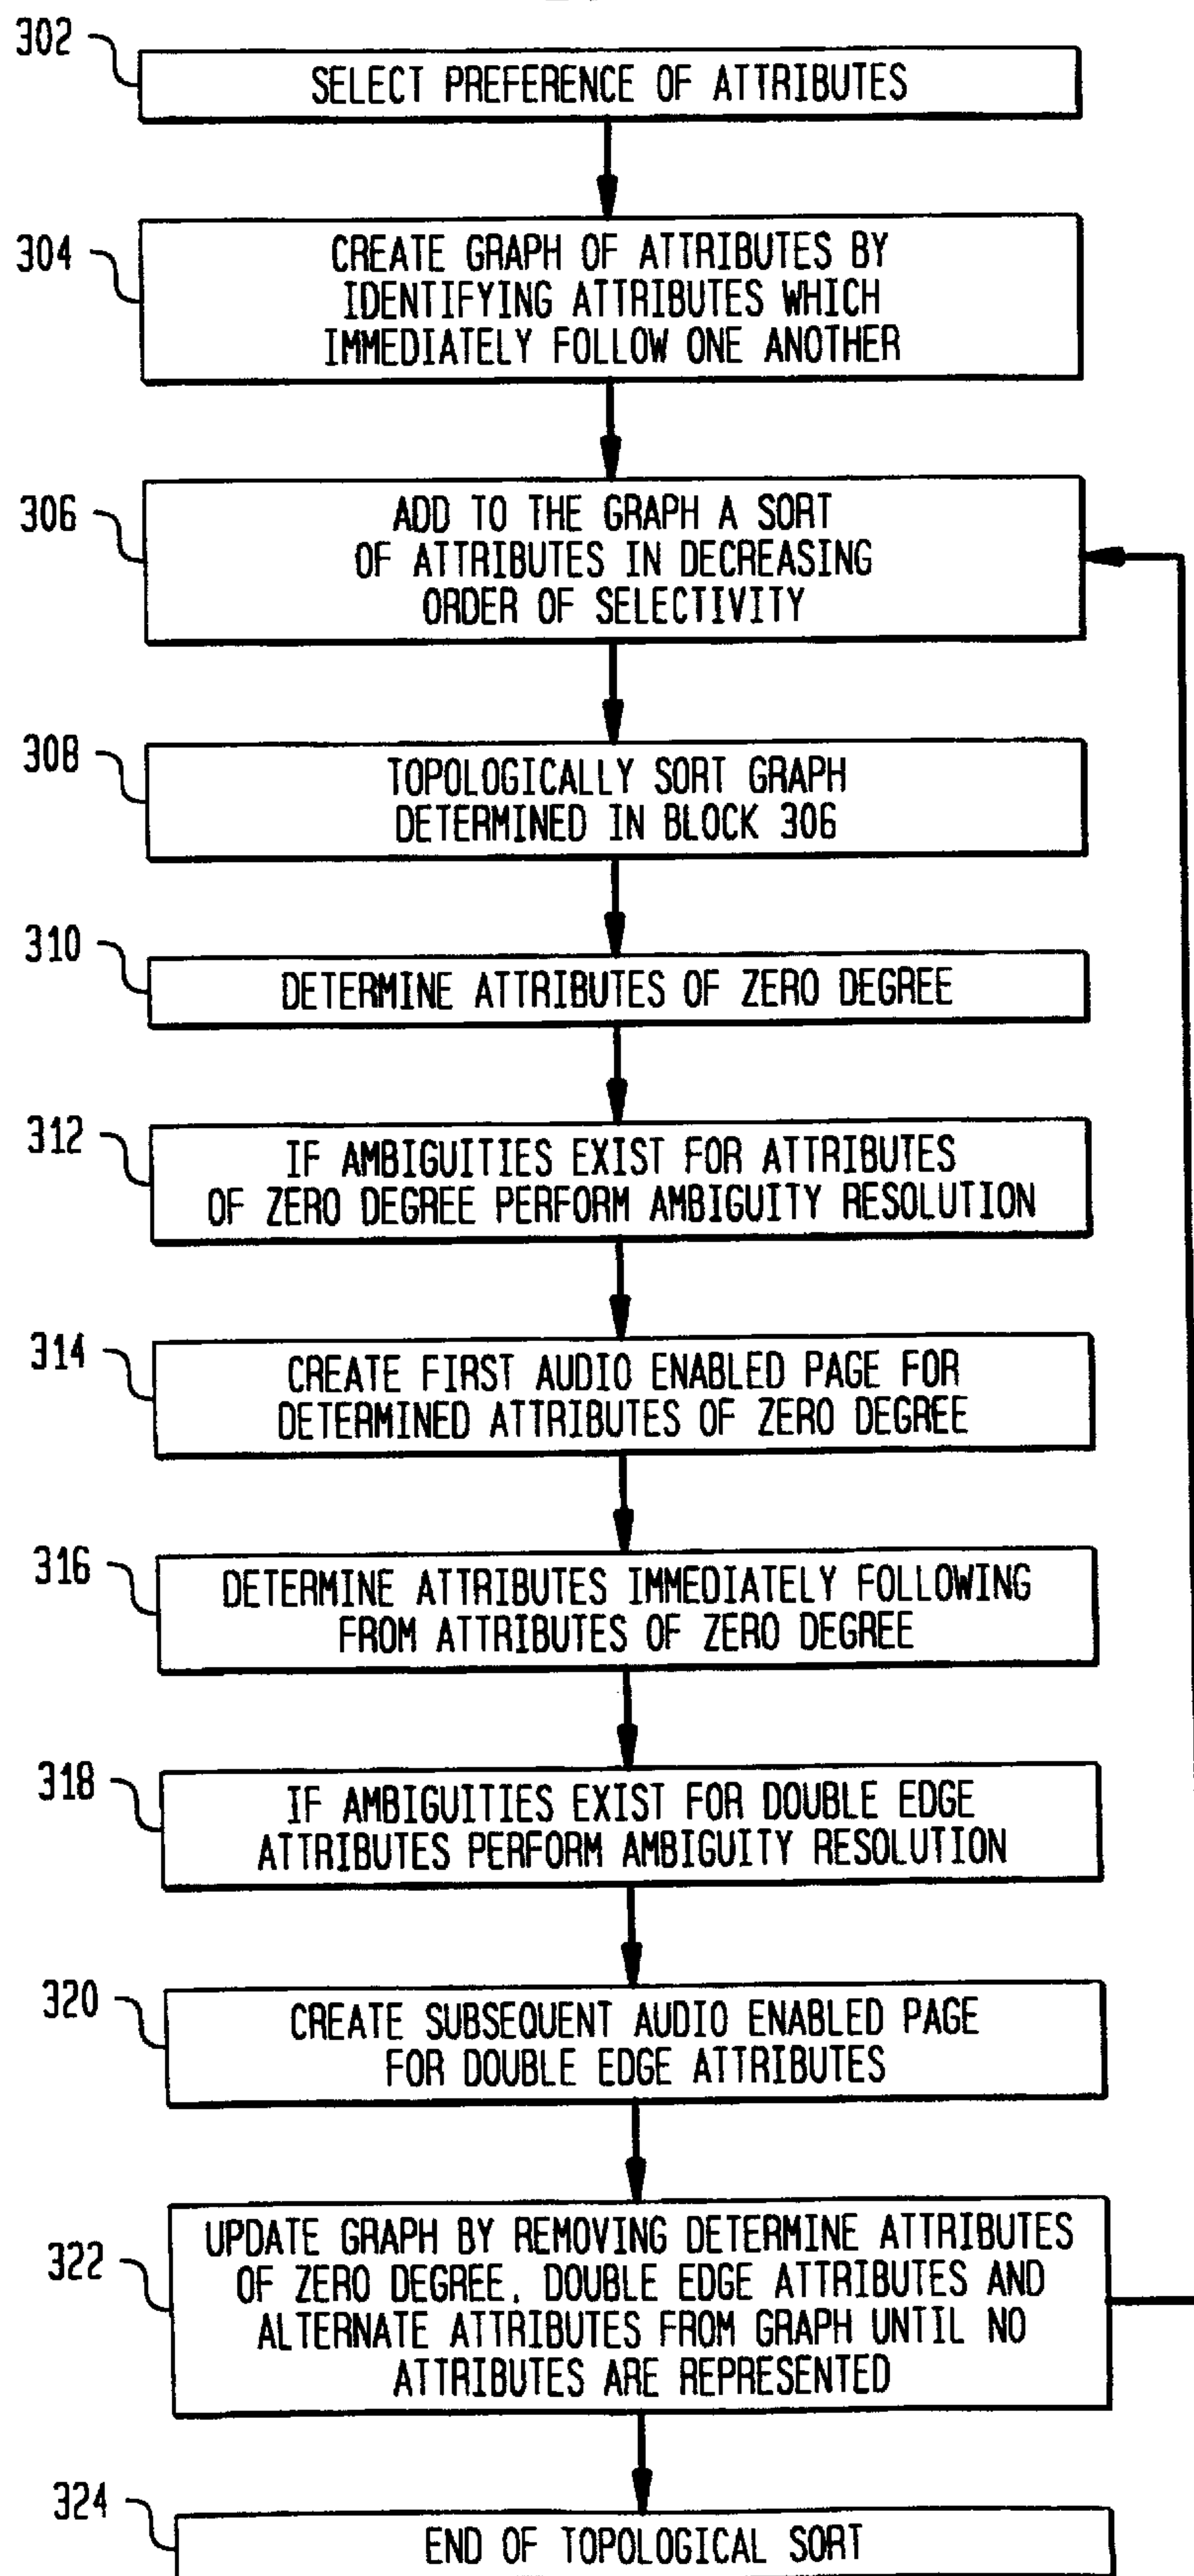 302
SELECT PREFERENCE OF ATTRIBUTES
304
CREATE GRAPH OF ATTRIBUTES BY
IDENTIFYING ATTRIBUTES WHICH
IMMEDIATELY FOLLOW ONE ANOTHER
306
ADD TO THE GRAPH A SORT
OF ATTRIBUTES IN DECREASING
ORDER OF SELECTIVITY
308
TOPOLOGICALLY SORT GRAPH
DETERMINED IN BLOCK 306
310
DETERMINE ATTRIBUTES OF ZERO DEGREE
312
IF AMBIGUITIES EXIST FOR ATTRIBUTES
OF ZERO DEGREE PERFORM AMBIGUITY RESOLUTION
314
CREATE FIRST AUDIO ENABLED PAGE FOR
DETERMINED ATTRIBUTES OF ZERO DEGREE
316
DETERMINE ATTRIBUTES IMMEDIATELY FOLLOWING
FROM ATTRIBUTES OF ZERO DEGREE
318
IF AMBIGUITIES EXIST FOR DOUBLE EDGE
ATTRIBUTES PERFORM AMBIGUITY RESOLUTION
320
CREATE SUBSEQUENT AUDIO ENABLED PAGE
FOR DOUBLE EDGE ATTRIBUTES
322
UPDATE GRAPH BY REMOVING DETERMINE ATTRIBUTES
OF ZERO DEGREE, DOUBLE EDGE ATTRIBUTES AND
ALTERNATE ATTRIBUTES FROM GRAPH UNTIL NO
ATTRIBUTES ARE REPRESENTED
324
END OF TOPOLOGICAL SORT